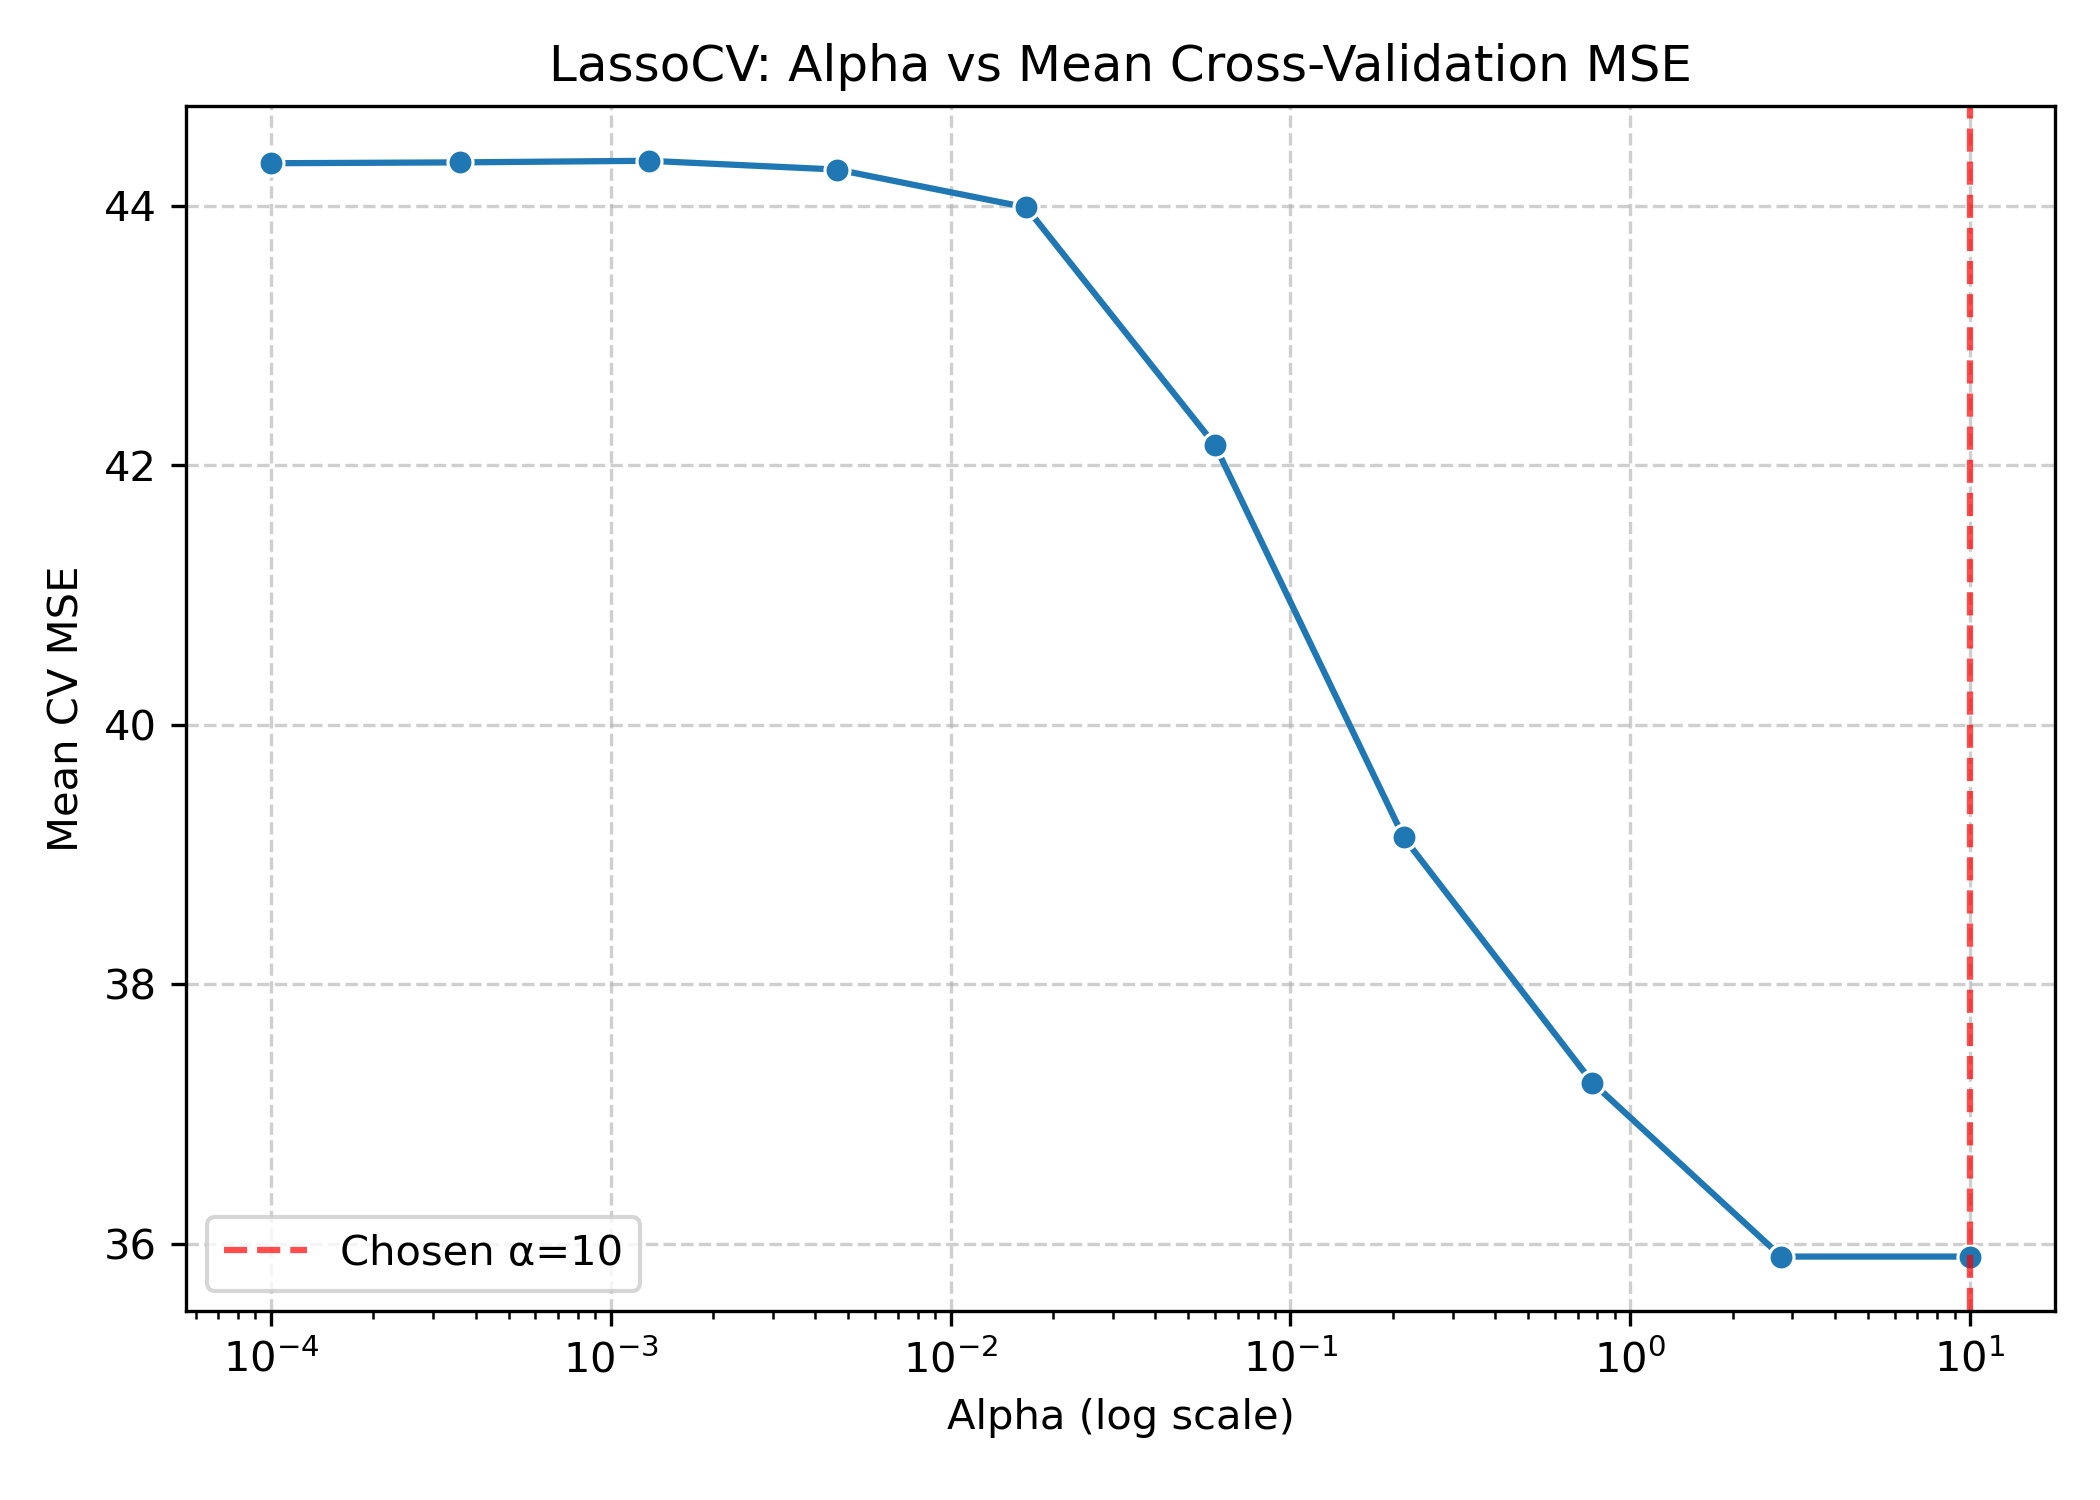 LassoCV: Alpha vs Mean Cross-Validation MSE
Mean CV MSE
44
42
40
38
36
Chosen α=10
10⁻⁴ 10⁻³ 10⁻² 10⁻¹ 10⁰ 10¹
Alpha (log scale)